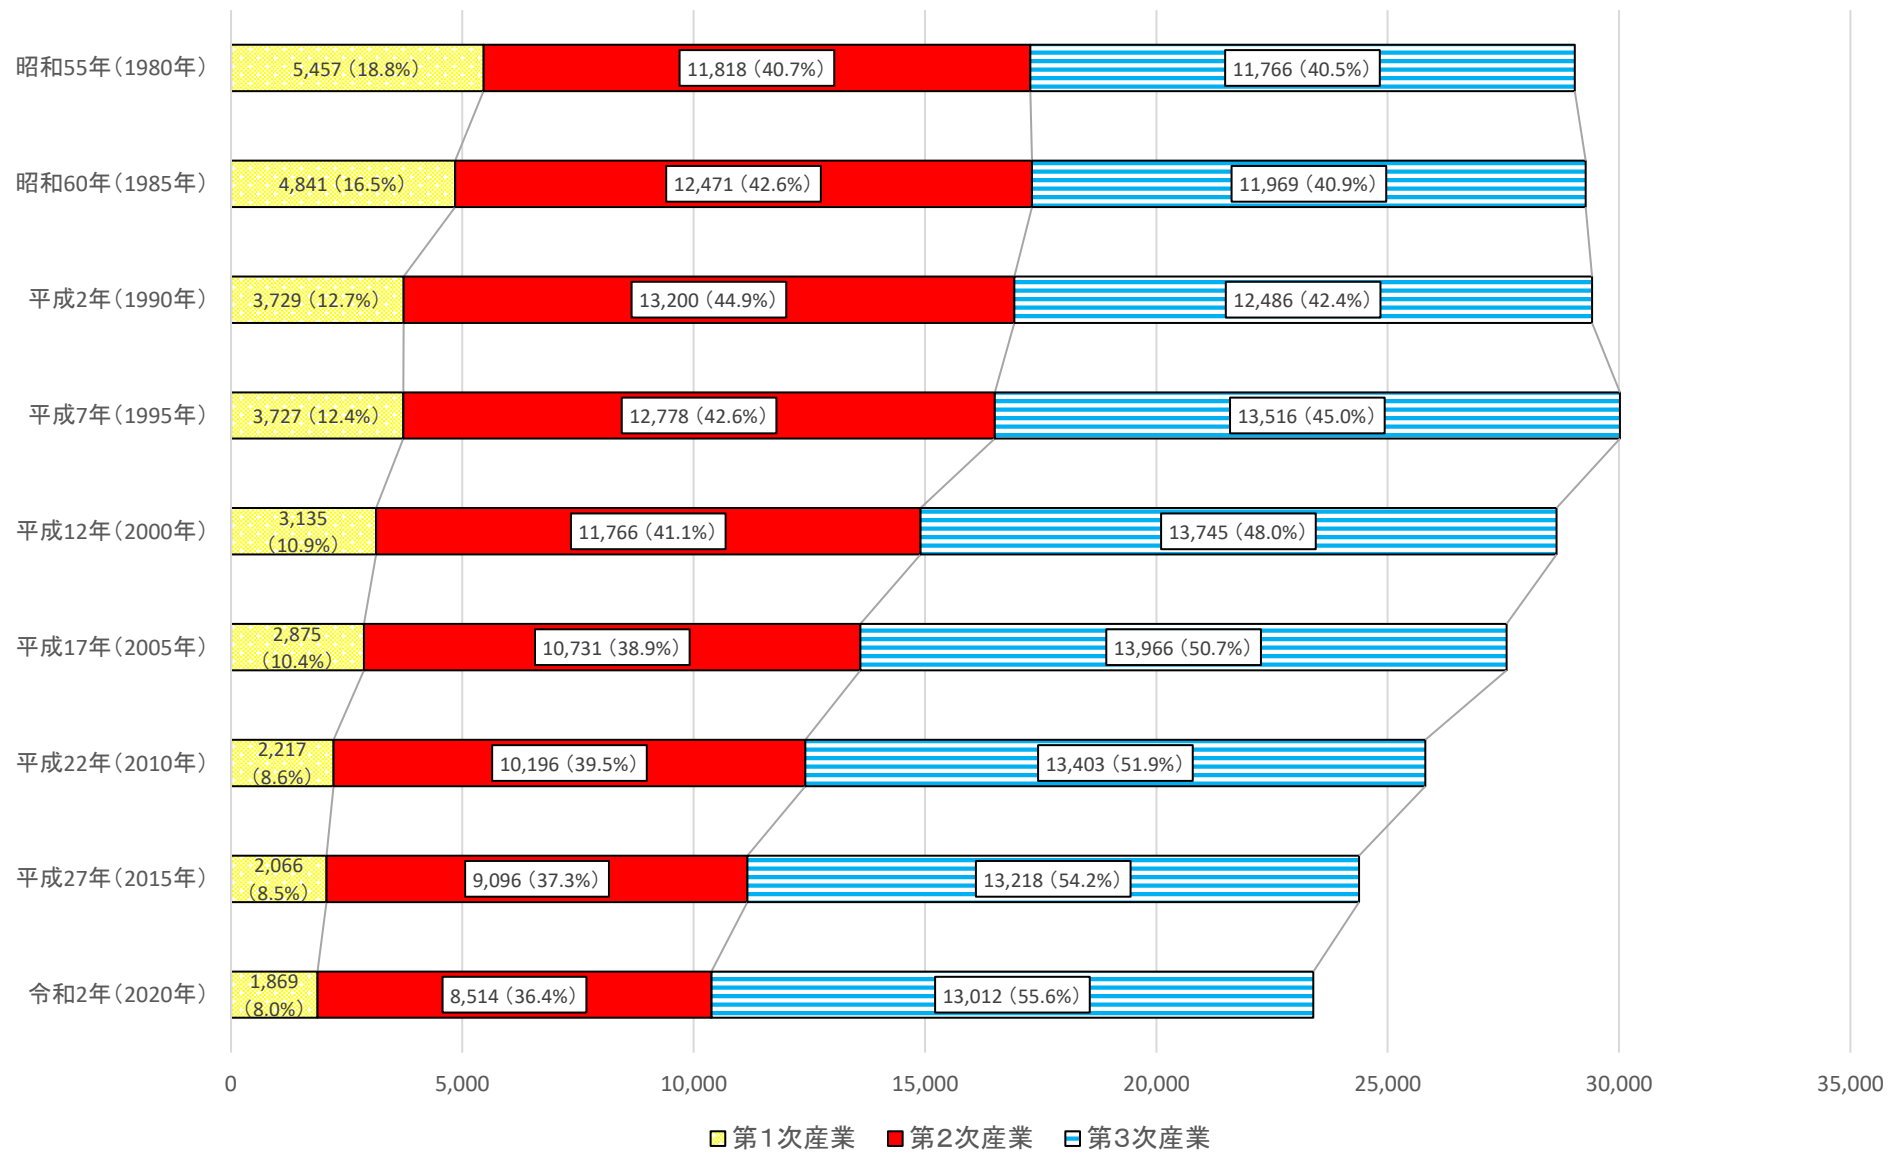 昭和55年（1980年）
5,457（18.8%）
11,818（40.7%）
11,766（40.5%）
昭和60年（1985年）
4,841（16.5%）
12,471（42.6%）
11,969（40.9%）
平成2年（1990年）
3,729（12.7%）
13,200（44.9%）
12,486（42.4%）
平成7年（1995年）
3,727（12.4%）
12,778（42.6%）
13,516（45.0%）
平成12年（2000年）
3,135
（10.9%）
11,766（41.1%）
13,745（48.0%）
平成17年（2005年）
2,875
（10.4%）
10,731（38.9%）
13,966（50.7%）
平成22年（2010年）
2,217
（8.6%）
10,196（39.5%）
13,403（51.9%）
平成27年（2015年）
2,066
（8.5%）
9,096（37.3%）
13,218（54.2%）
令和2年（2020年）
1,869
（8.0%）
8,514（36.4%）
13,012（55.6%）
0 5,000 10,000 15,000 20,000 25,000 30,000 35,000
第１次産業 第２次産業 第３次産業